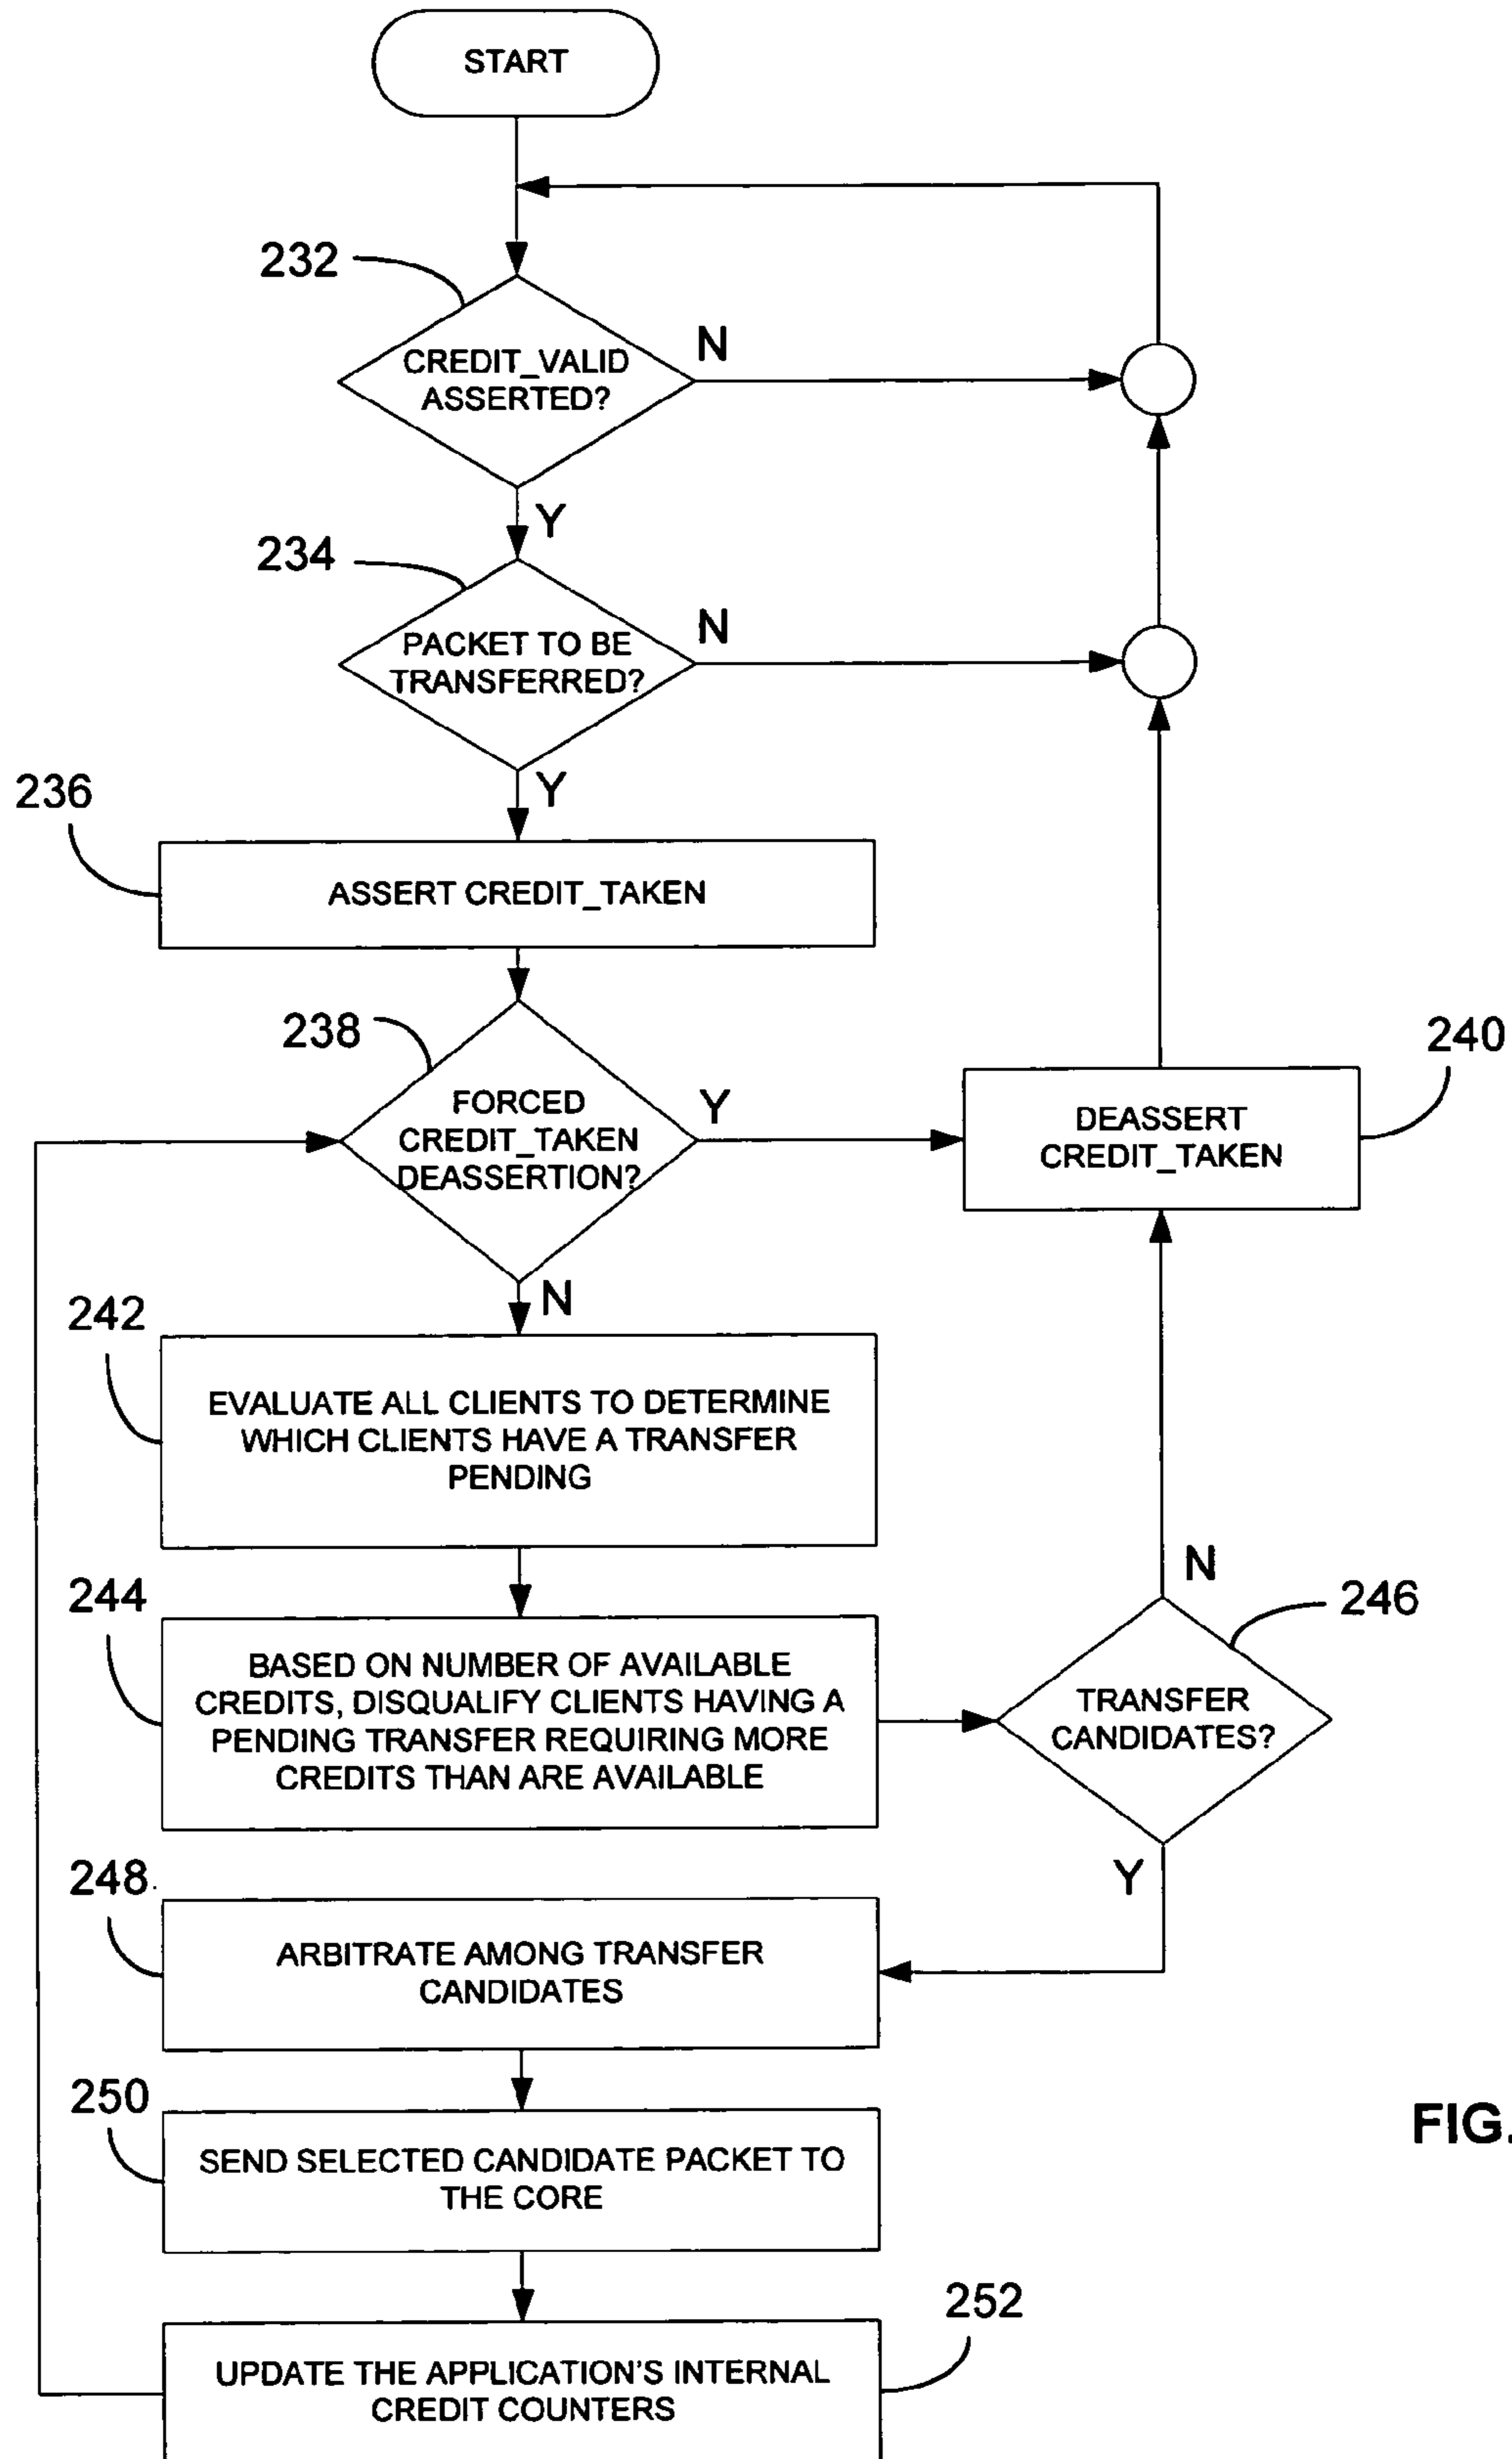 START
232
CREDIT_VALID
ASSERTED?
N
Y
234
PACKET TO BE
TRANSFERRED?
N
Y
236
ASSERT CREDIT_TAKEN
238
FORCED
CREDIT_TAKEN
DEASSERTION?
Y
240
DEASSERT
CREDIT_TAKEN
N
242
EVALUATE ALL CLIENTS TO DETERMINE
WHICH CLIENTS HAVE A TRANSFER
PENDING
244
BASED ON NUMBER OF AVAILABLE
CREDITS, DISQUALIFY CLIENTS HAVING A
PENDING TRANSFER REQUIRING MORE
CREDITS THAN ARE AVAILABLE
N
246
TRANSFER
CANDIDATES?
Y
248
ARBITRATE AMONG TRANSFER
CANDIDATES
250
SEND SELECTED CANDIDATE PACKET TO
THE CORE
FIG.
252
UPDATE THE APPLICATION'S INTERNAL
CREDIT COUNTERS